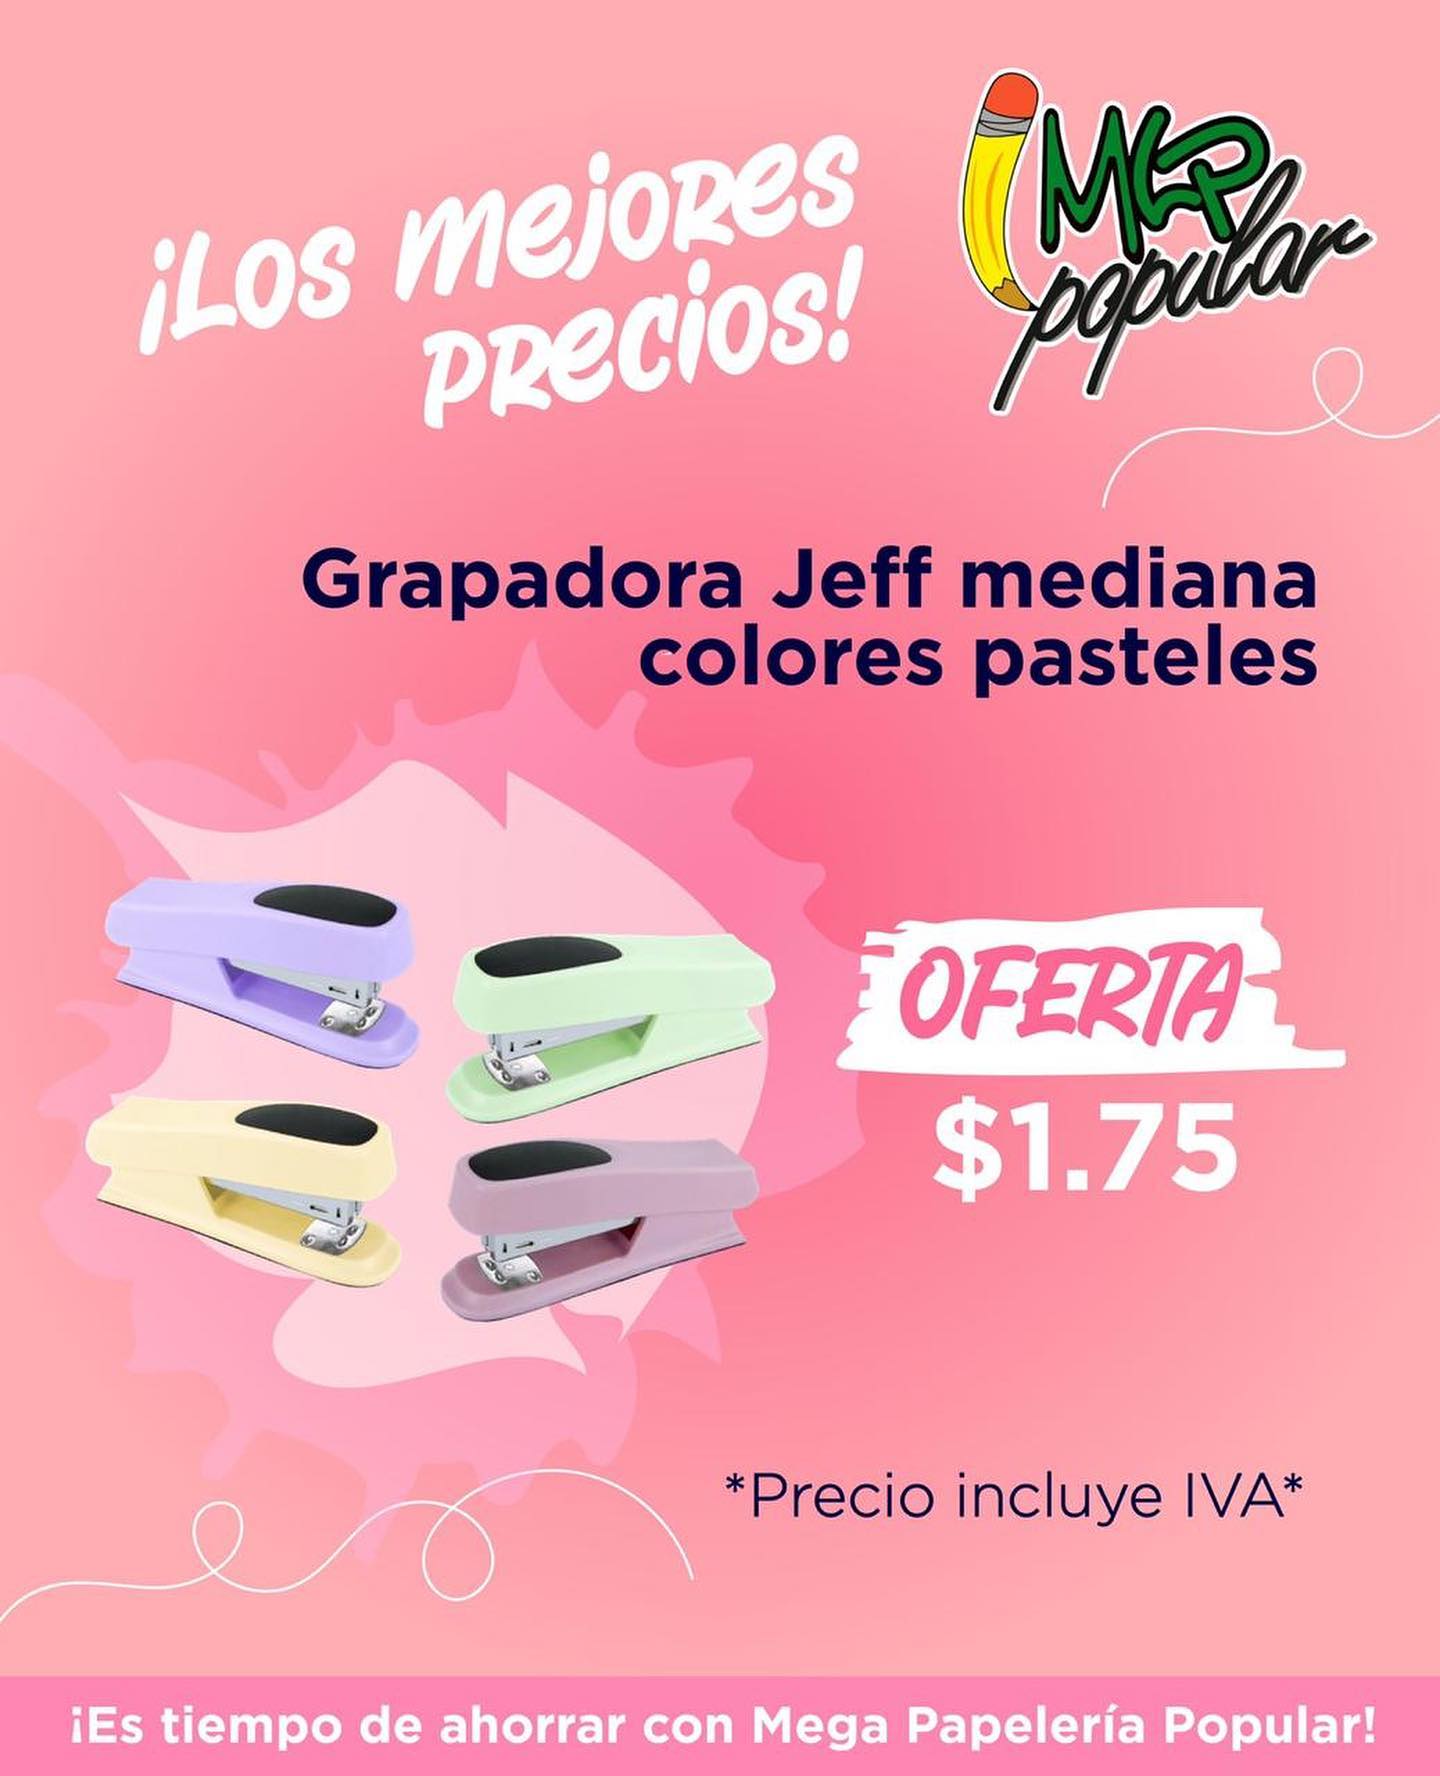 ¡Los mejores
precios!
MGP
popular
Grapadora Jeff mediana
colores pasteles
OFERTA
$1.75
*Precio incluye IVA*
¡Es tiempo de ahorrar con Mega Papelería Popular!